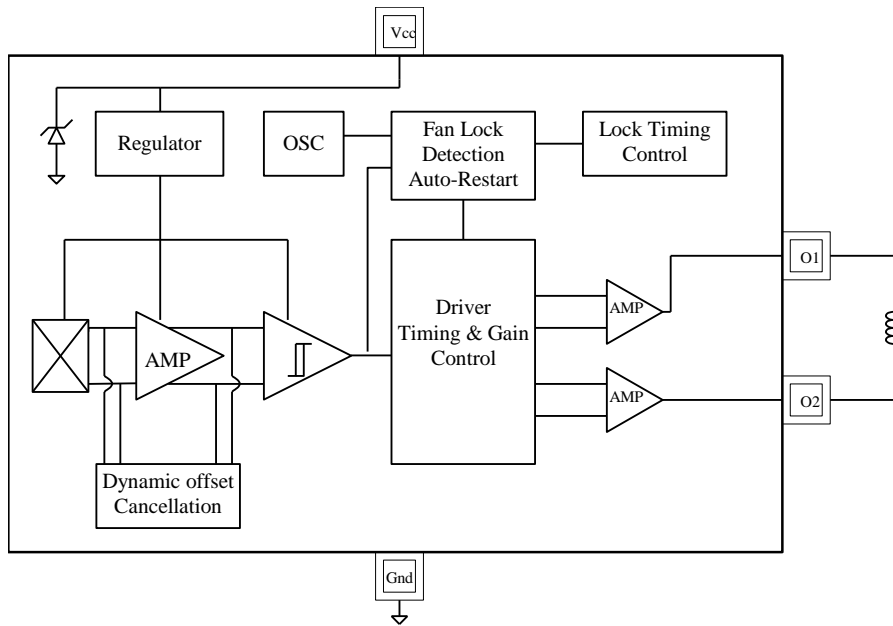 Vcc
Regulator
OSC
Fan Lock
Detection
Auto-Restart
Lock Timing
Control
O1
Driver
Timing & Gain
Control
AMP
AMP
AMP
O2
Dynamic offset
Cancellation
Gnd